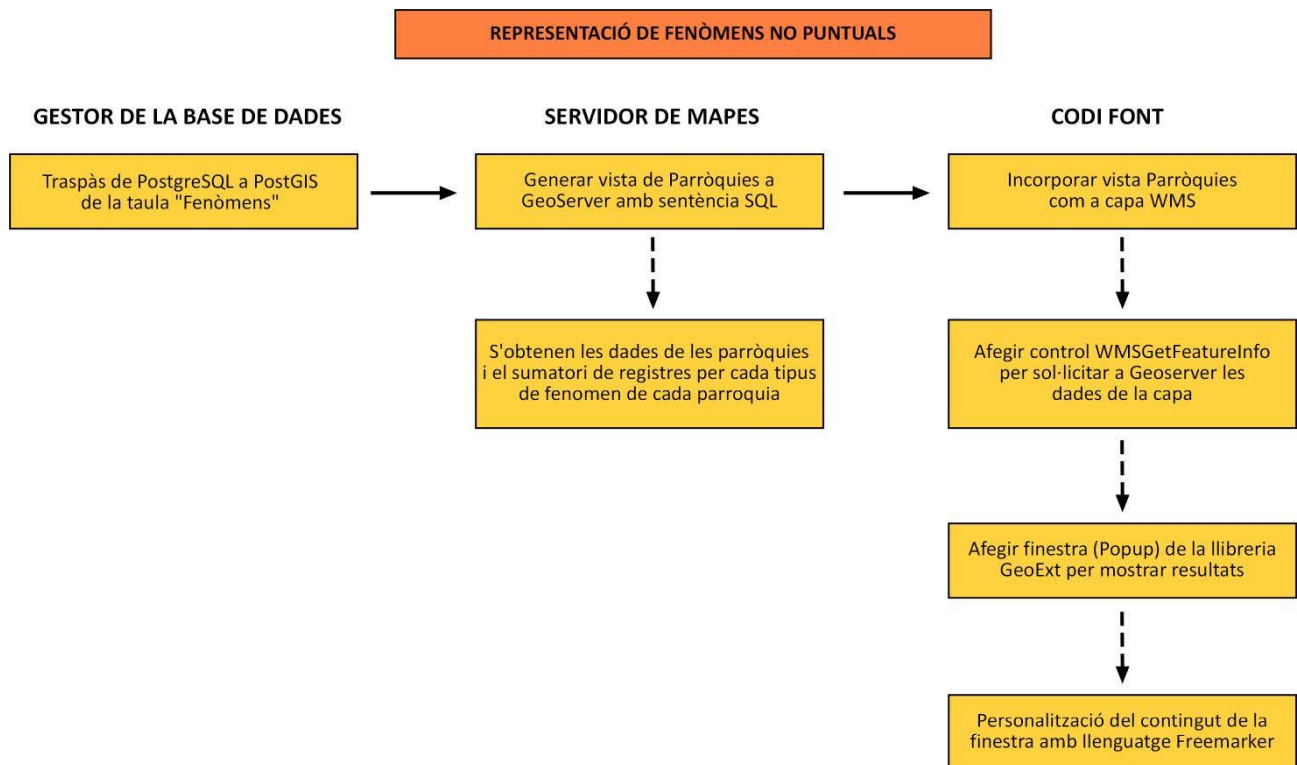 REPRESENTACIÓ DE FENÒMENS NO PUNTUALS
GESTOR DE LA BASE DE DADES
SERVIDOR DE MAPES
CODI FONT
Traspàs de PostgreSQL a PostGIS
de la taula "Fenòmens"
Generar vista de Parròquies a
GeoServer amb sentència SQL
Incorporar vista Parròquies
com a capa WMS
S'obtenen les dades de les parròquies
i el sumatori de registres per cada tipus
de fenomen de cada parroquia
Afegir control WMSGetFeatureInfo
per sol·licitar a Geoserver les
dades de la capa
Afegir finestra (Popup) de la llibreria
GeoExt per mostrar resultats
Personalització del contingut de la
finestra amb llenguatge Freemarker